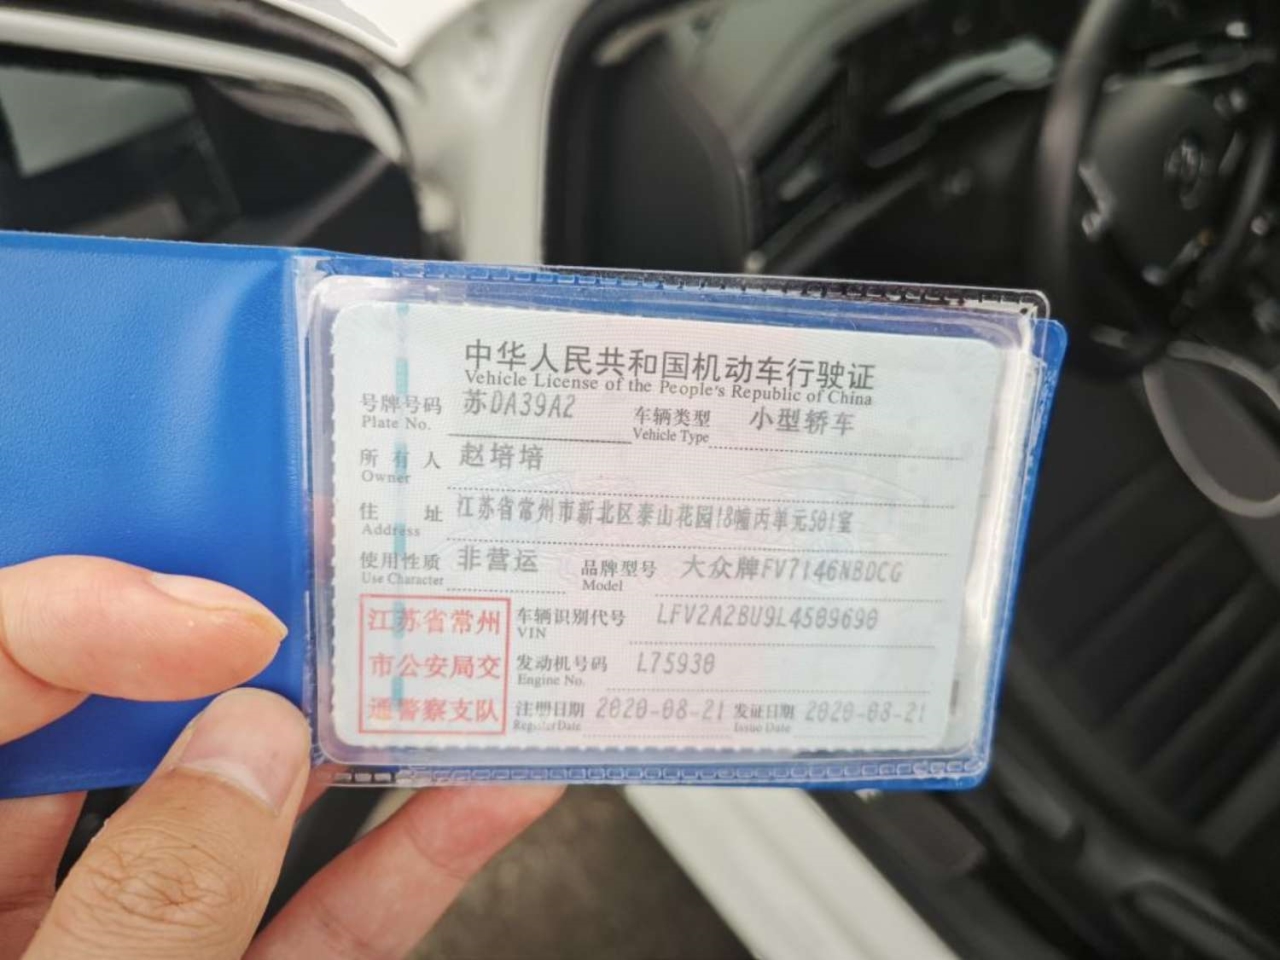 中华人民共和国机动车行驶证
Vehicle License of the People's Republic of China
号牌号码 苏DA39A2 车辆类型 小型轿车
Plate No. Vehicle Type
所有人 赵培培
Owner
住址 江苏省常州市新北区泰山花园18幢丙单元501室
Address
使用性质 非营运 品牌型号 大众牌FV7146NBDCG
Use Character Model
江苏省常州 车辆识别代号 LFV2A2BU9L4509690
VIN
市公安局交 发动机号码 L75930
Engine No.
通警察支队 注册日期 2020-08-21 发证日期 2020-08-21
Register Date Issue Date